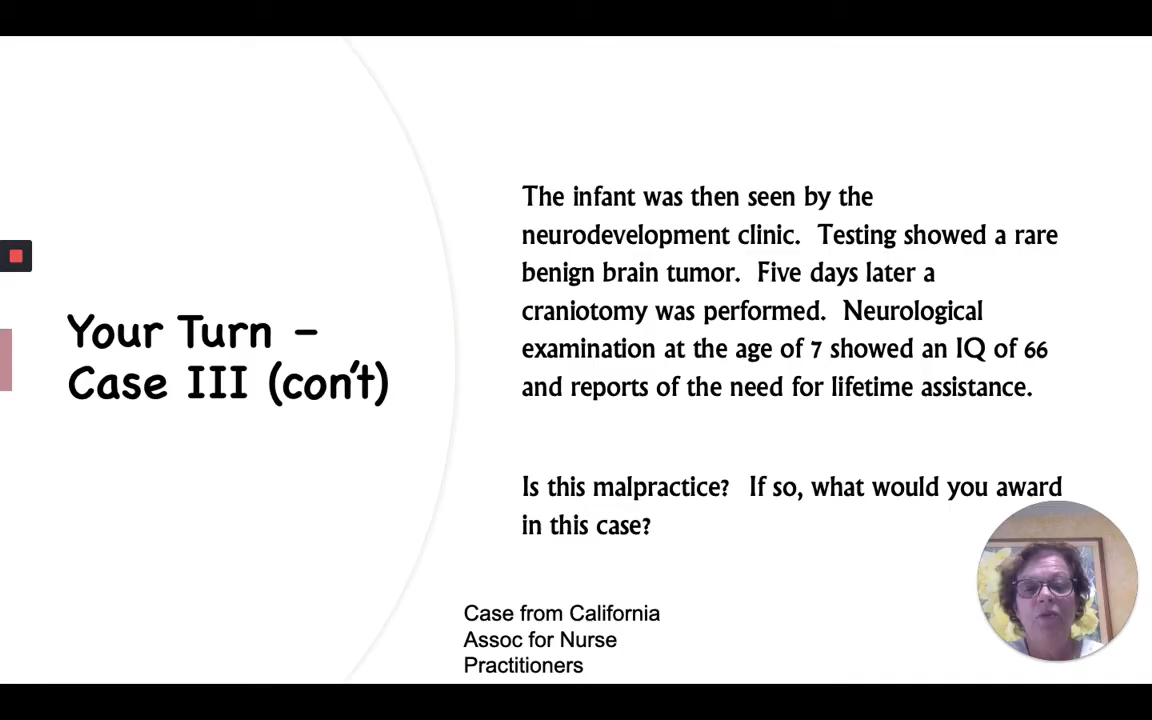 Your Turn –
Case III (con't)
The infant was then seen by the
neurodevelopment clinic.  Testing showed a rare
benign brain tumor.  Five days later a
craniotomy was performed.  Neurological
examination at the age of 7 showed an IQ of 66
and reports of the need for lifetime assistance.
Is this malpractice?  If so, what would you award
in this case?
Case from California
Assoc for Nurse
Practitioners